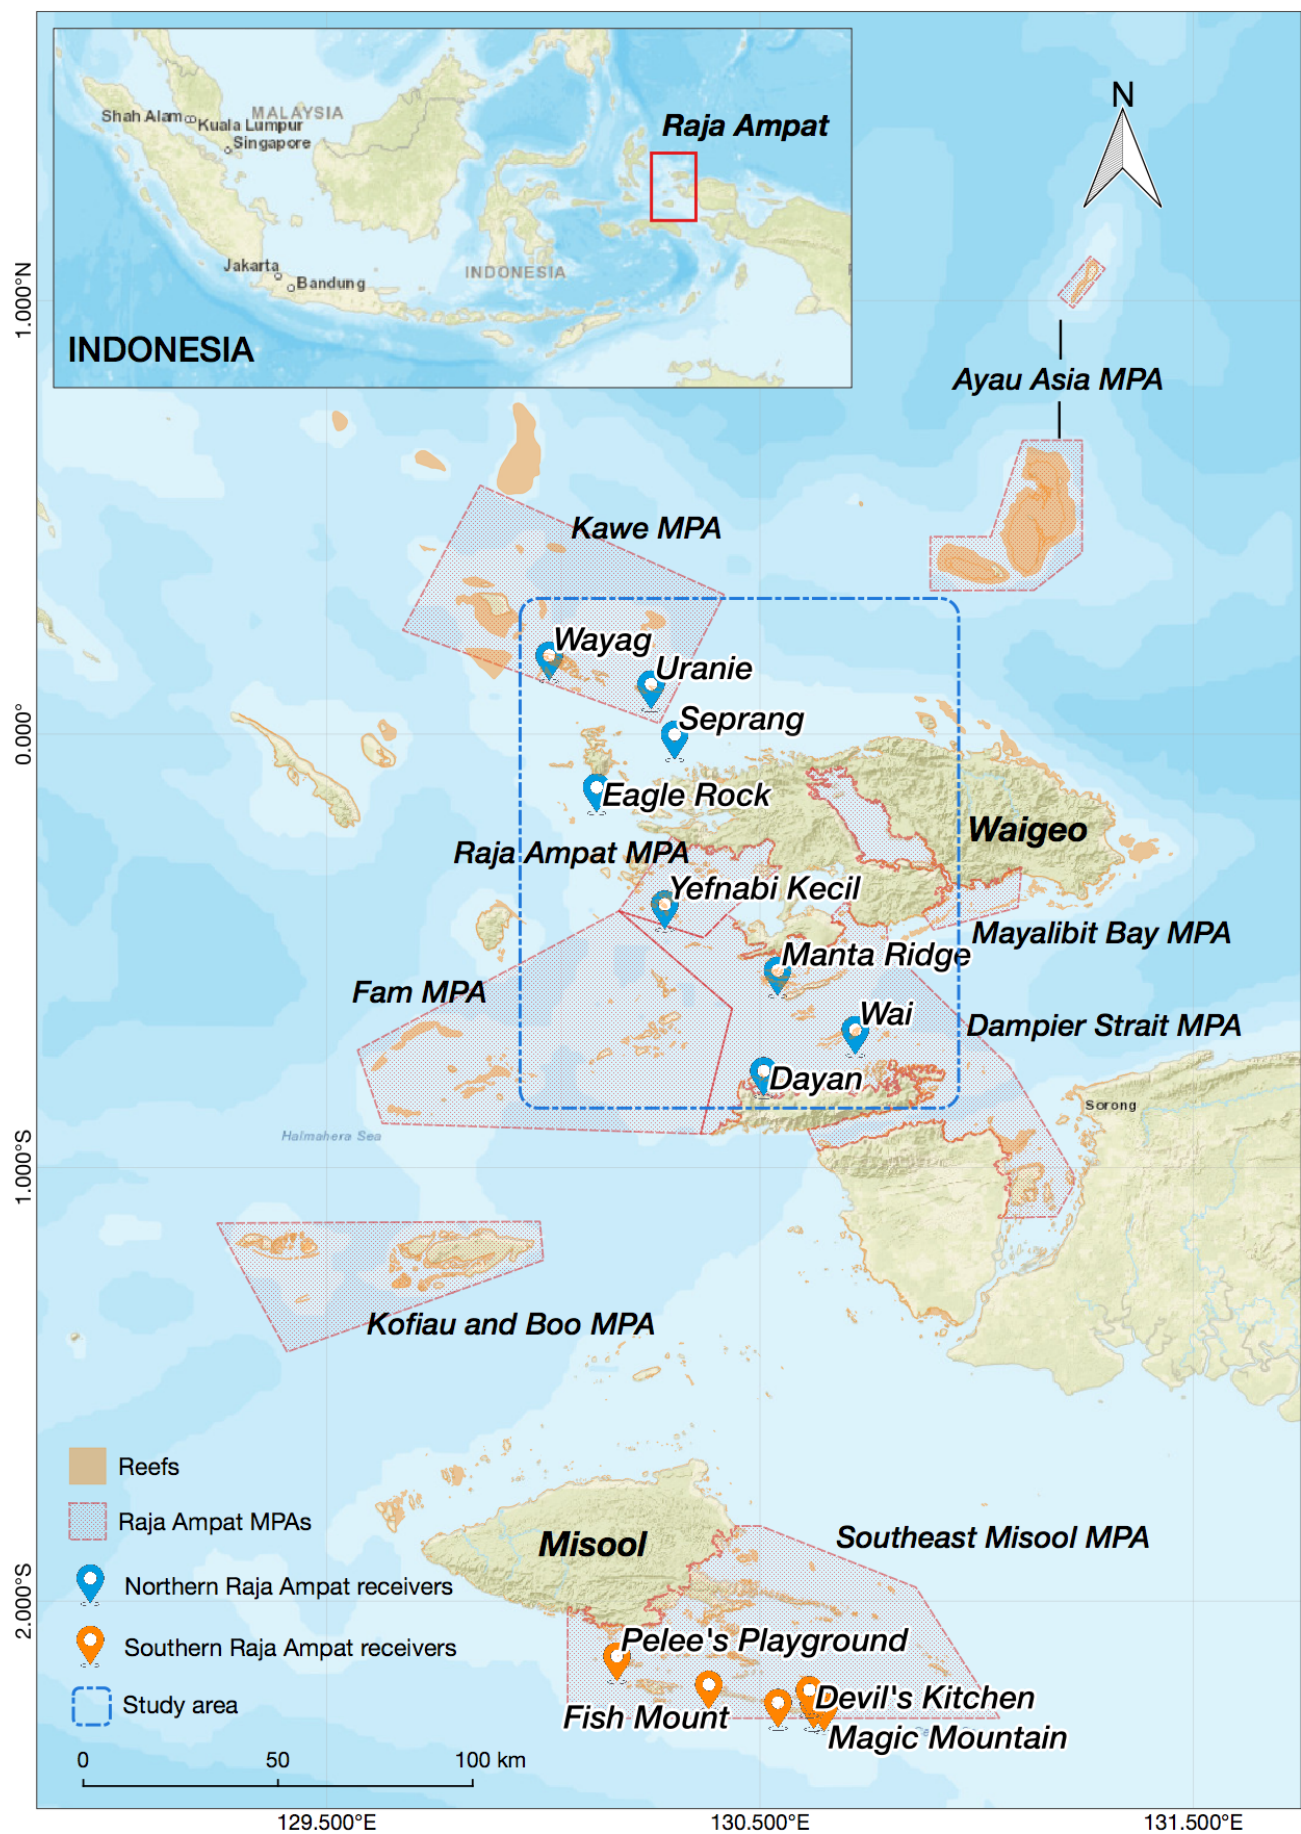 Shah Alam
MALAYSIA
Kuala Lumpur
Singapore
Raja Ampat
N
Jakarta
INDONESIA
Bandung
INDONESIA
1.000°N
Ayau Asia MPA
Kawe MPA
Wayag
Uranie
Seprang
0.000°
Eagle Rock
Waigeo
Raja Ampat MPA
Yefnabi Kecil
Mayalibit Bay MPA
Manta Ridge
Fam MPA
Wai
Dampier Strait MPA
Dayan
Sorong
Halmahera Sea
1.000°S
Kofiau and Boo MPA
Reefs
Raja Ampat MPAs
Northern Raja Ampat receivers
Southern Raja Ampat receivers
Study area
Misool
Southeast Misool MPA
2.000°S
Pelee's Playground
Devil's Kitchen
Fish Mount
Magic Mountain
0 50 100 km
129.500°E 130.500°E 131.500°E